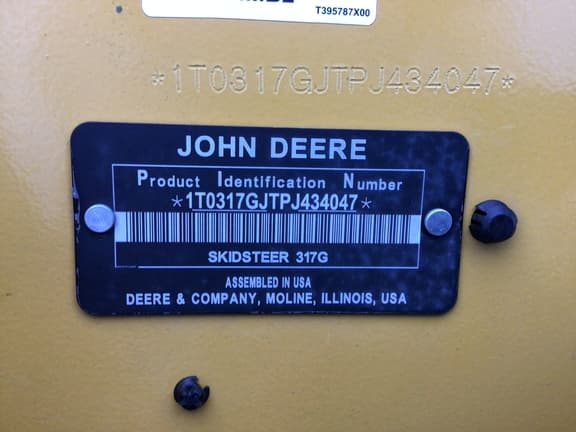 T395787X00
*1T0317GJTPJ434047*
JOHN DEERE
Product Identification Number
*1T0317GJTPJ434047*
SKIDSTEER 317G
ASSEMBLED IN USA
DEERE & COMPANY, MOLINE, ILLINOIS, USA